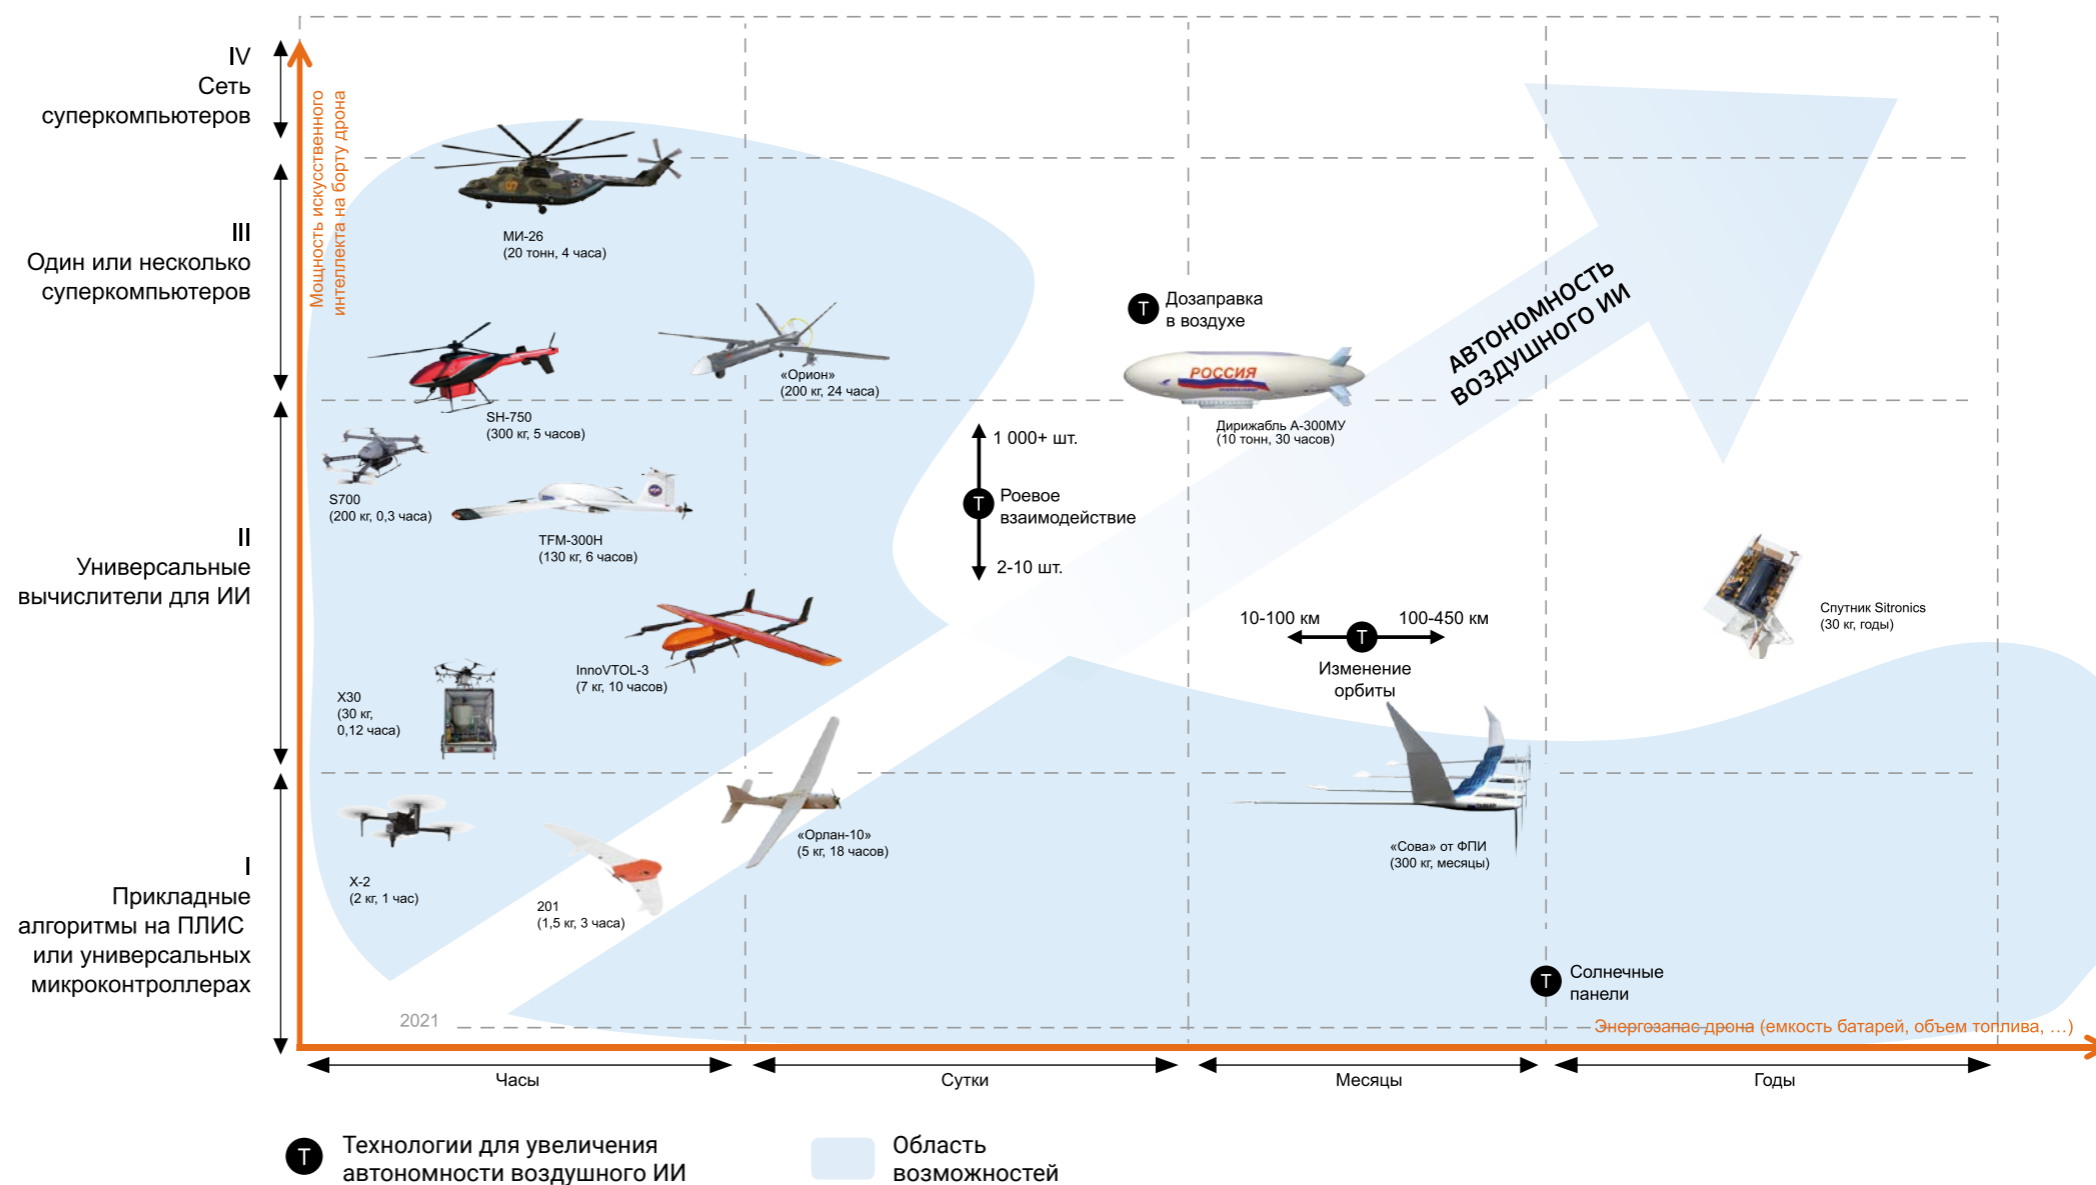 IV
Сеть
суперкомпьютеров
III
Один или несколько
суперкомпьютеров
II
Универсальные
вычислители для ИИ
I
Прикладные
алгоритмы на ПЛИС
или универсальных
микроконтроллерах
Мощность искусственного
интеллекта на борту дрона
МИ-26
(20 тонн, 4 часа)
SH-750
(300 кг, 5 часов)
«Орион»
(200 кг, 24 часа)
Т
Дозаправка
в воздухе
РОССИЯ
Дирижабль А-300МУ
(10 тонн, 30 часов)
АВТОНОМНОСТЬ
ВОЗДУШНОГО ИИ
S700
(200 кг, 0,3 часа)
TFM-300H
(130 кг, 6 часов)
1 000+ шт.
Т
Роевое
взаимодействие
2-10 шт.
InnoVTOL-3
(7 кг, 10 часов)
X30
(30 кг,
0,12 часа)
10-100 км
Т
100-450 км
Изменение
орбиты
Спутник Sitronics
(30 кг, годы)
X-2
(2 кг, 1 час)
201
(1,5 кг, 3 часа)
«Орлан-10»
(5 кг, 18 часов)
«Сова» от ФПИ
(300 кг, месяцы)
Т
Солнечные
панели
2021
Энергозапас дрона (емкость батарей, объем топлива, …)
Часы
Сутки
Месяцы
Годы
Т
Технологии для увеличения
автономности воздушного ИИ
Область
возможностей